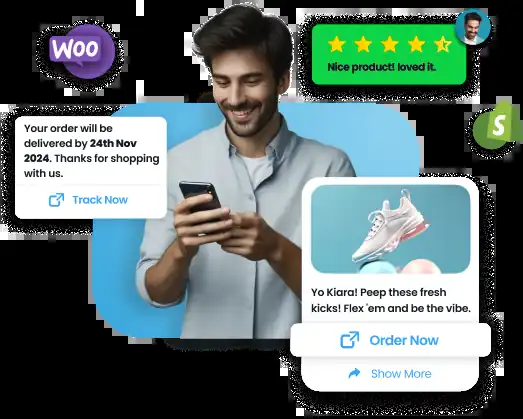 WOO
Nice product! loved it.
Your order will be
delivered by 24th Nov
2024. Thanks for shopping
with us.
Track Now
S
Yo Kiara! Peep these fresh
kicks! Flex 'em and be the vibe.
Order Now
Show More